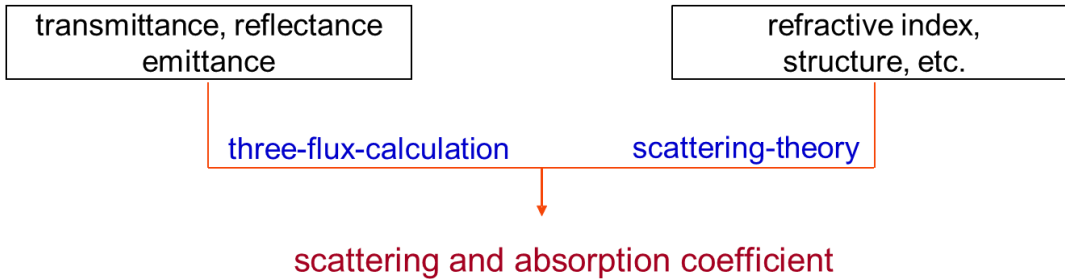 transmittance, reflectance
emittance
refractive index,
structure, etc.
three-flux-calculation
scattering-theory
scattering and absorption coefficient